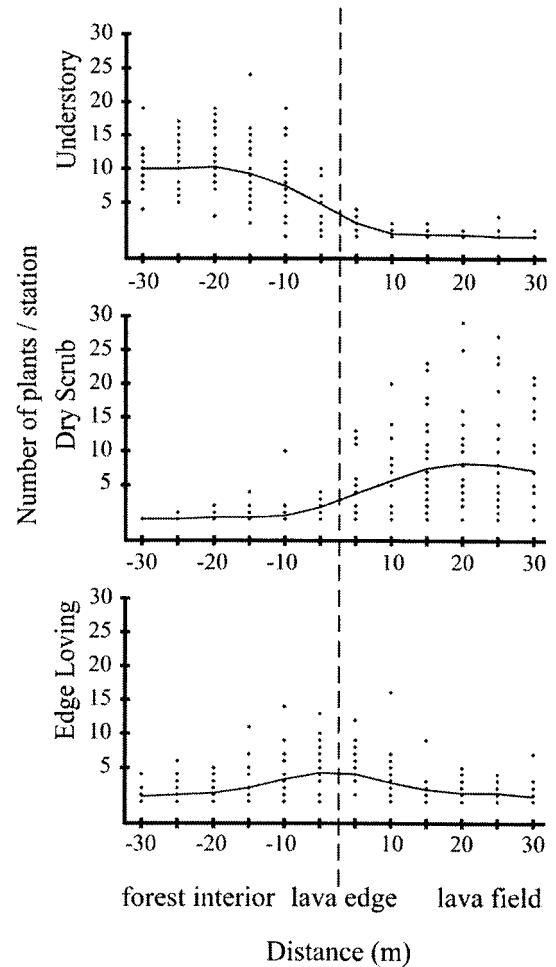 Number of plants / station
Understory
30
25
20
15
10
5
-30 -20 -10 10 20 30
Dry Scrub
30
25
20
15
10
5
-30 -20 -10 10 20 30
Edge Loving
30
25
20
15
10
5
-30 -20 -10 10 20 30
forest interior lava edge lava field
Distance (m)